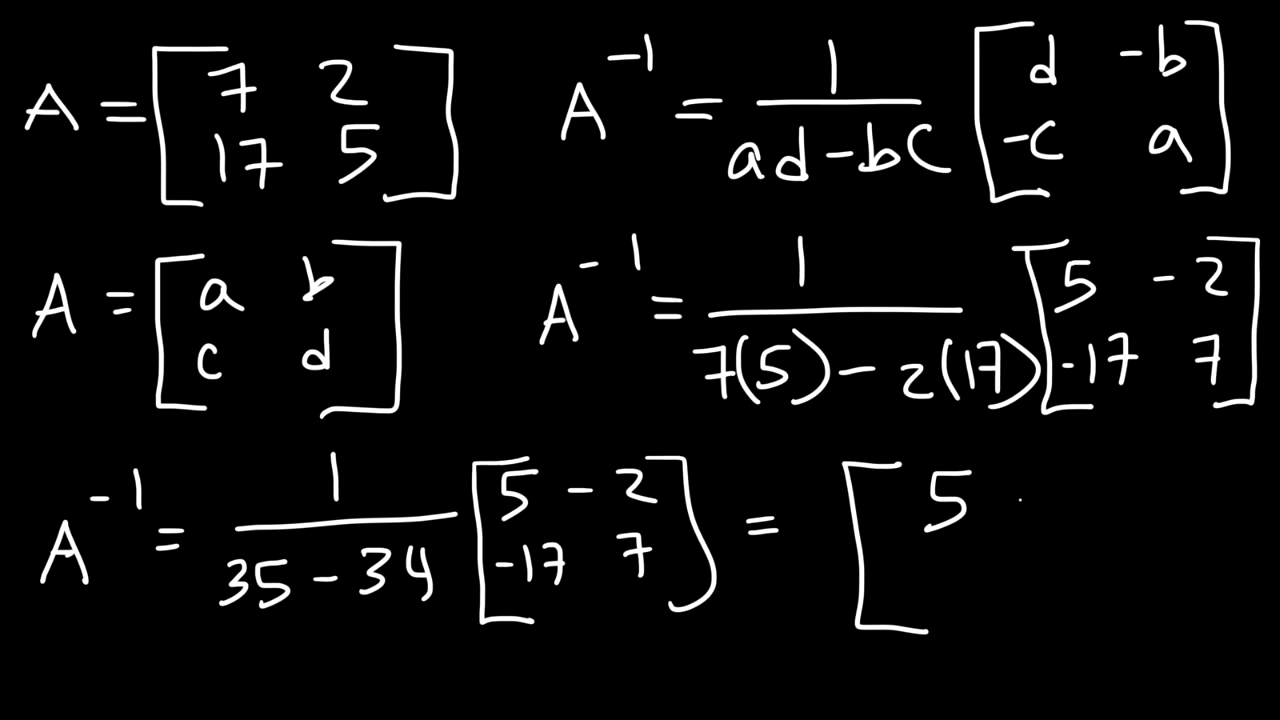 A = [7 2; 17 5]
A^-1 = 1/(ad-bc) [d -b; -c a]
A = [a b; c d]
A^-1 = 1/(7(5)-2(17)) [5 -2; -17 7]
A^-1 = 1/(35-34) [5 -2; -17 7] = [5